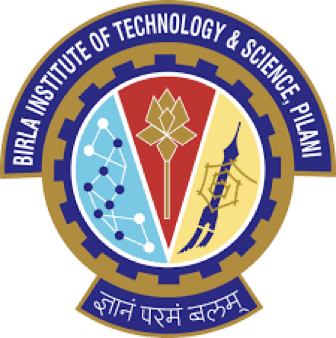 BIRLA INSTITUTE OF TECHNOLOGY & SCIENCE, PILANI
ज्ञानं परमं बलम्